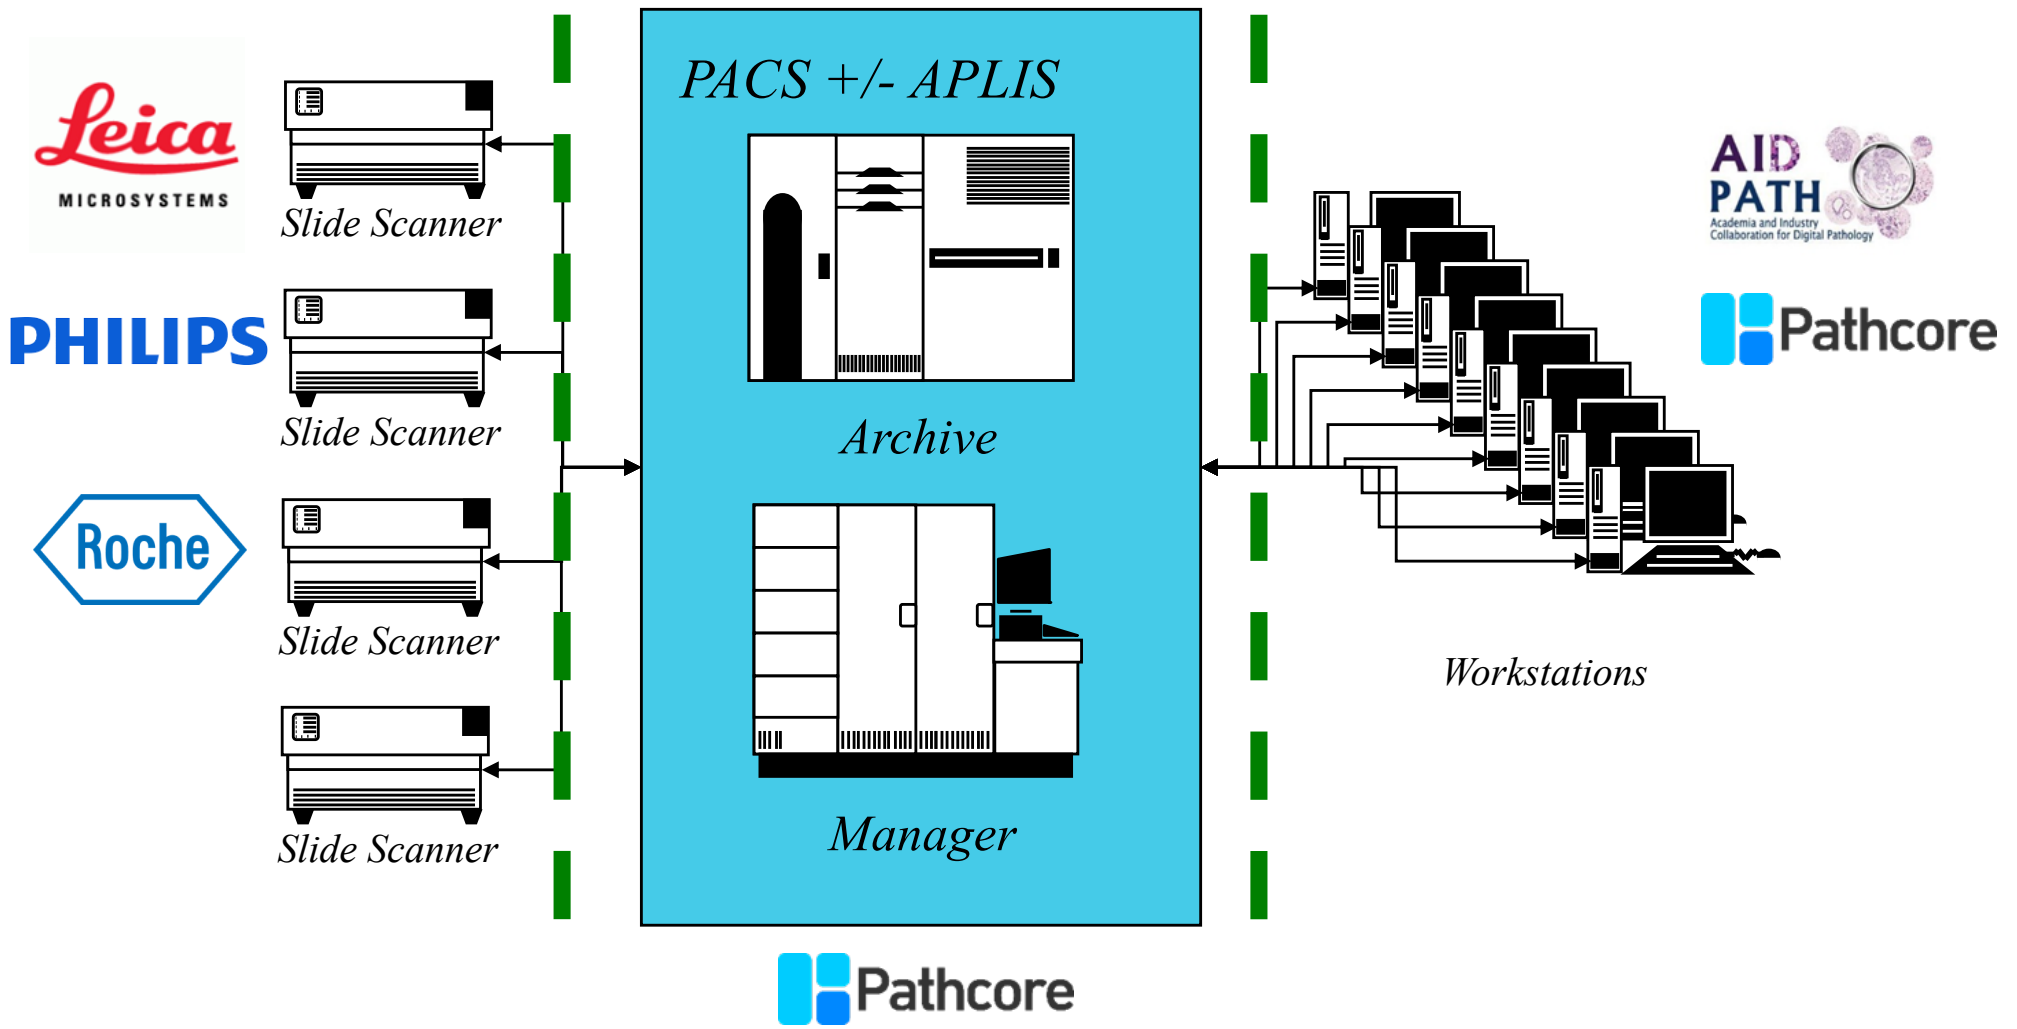 Leica
MICROSYSTEMS
Slide Scanner
PHILIPS
Slide Scanner
Roche
Slide Scanner
Slide Scanner
PACS +/- APLIS
Archive
Manager
Pathcore
AID
PATH
Academia and Industry
Collaboration for Digital Pathology
Pathcore
Workstations